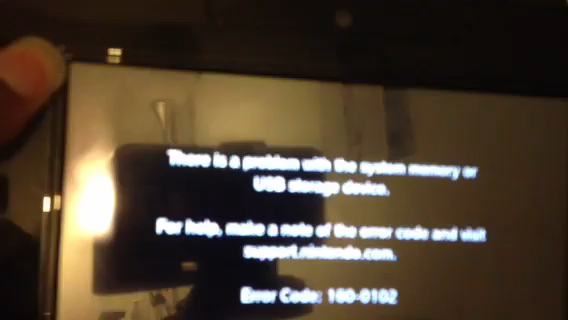 There is a problem with the system memory or
USB storage device.
For help, make a note of the error code and visit
support.nintendo.com.
Error Code: 160-0102